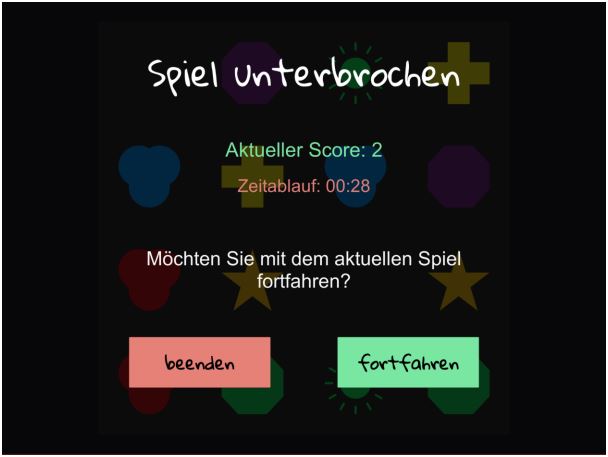 Spiel unterbrochen
Aktueller Score: 2
Zeitablauf: 00:28
Möchten Sie mit dem aktuellen Spiel
fortfahren?
beenden
fortfahren